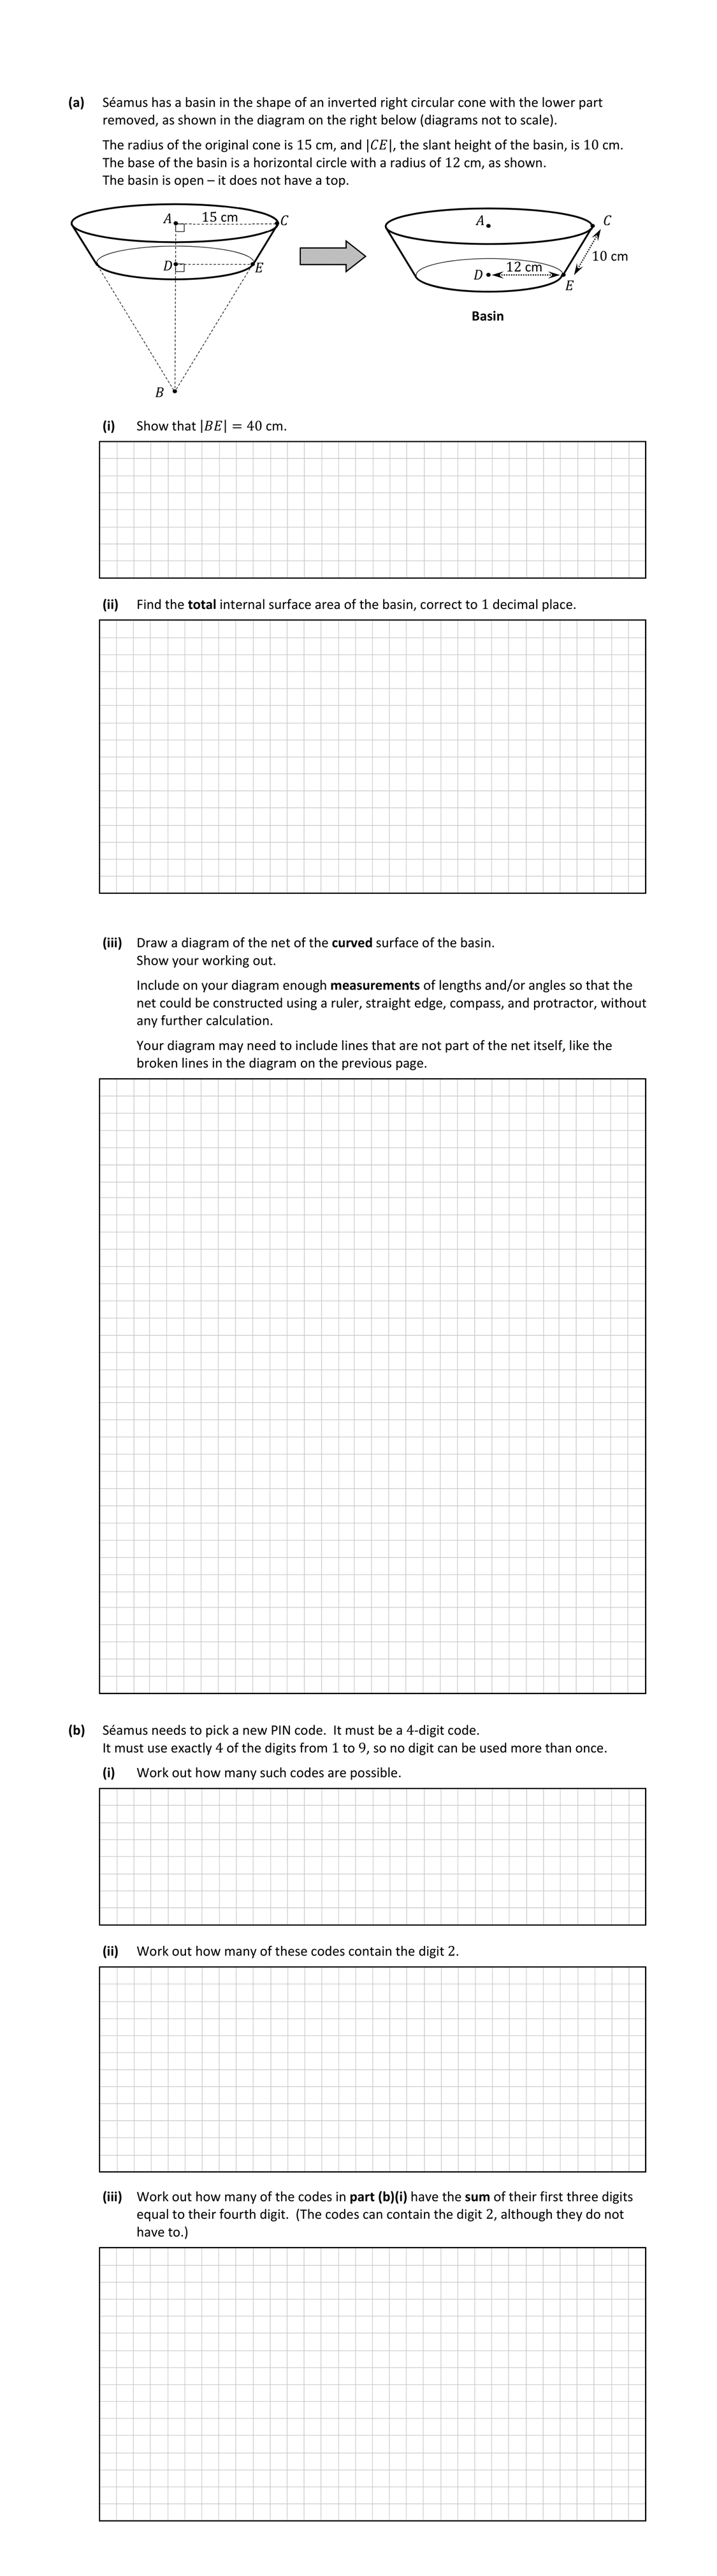 (a) Séamus has a basin in the shape of an inverted right circular cone with the lower part
removed, as shown in the diagram on the right below (diagrams not to scale).
The radius of the original cone is 15 cm, and |CE|, the slant height of the basin, is 10 cm.
The base of the basin is a horizontal circle with a radius of 12 cm, as shown.
The basin is open – it does not have a top.
A 15 cm C
D E
B
A C
10 cm
D 12 cm
E
Basin
(i) Show that |BE| = 40 cm.
(ii) Find the total internal surface area of the basin, correct to 1 decimal place.
(iii) Draw a diagram of the net of the curved surface of the basin.
Show your working out.
Include on your diagram enough measurements of lengths and/or angles so that the
net could be constructed using a ruler, straight edge, compass, and protractor, without
any further calculation.
Your diagram may need to include lines that are not part of the net itself, like the
broken lines in the diagram on the previous page.
(b) Séamus needs to pick a new PIN code. It must be a 4-digit code.
It must use exactly 4 of the digits from 1 to 9, so no digit can be used more than once.
(i) Work out how many such codes are possible.
(ii) Work out how many of these codes contain the digit 2.
(iii) Work out how many of the codes in part (b)(i) have the sum of their first three digits
equal to their fourth digit. (The codes can contain the digit 2, although they do not
have to.)